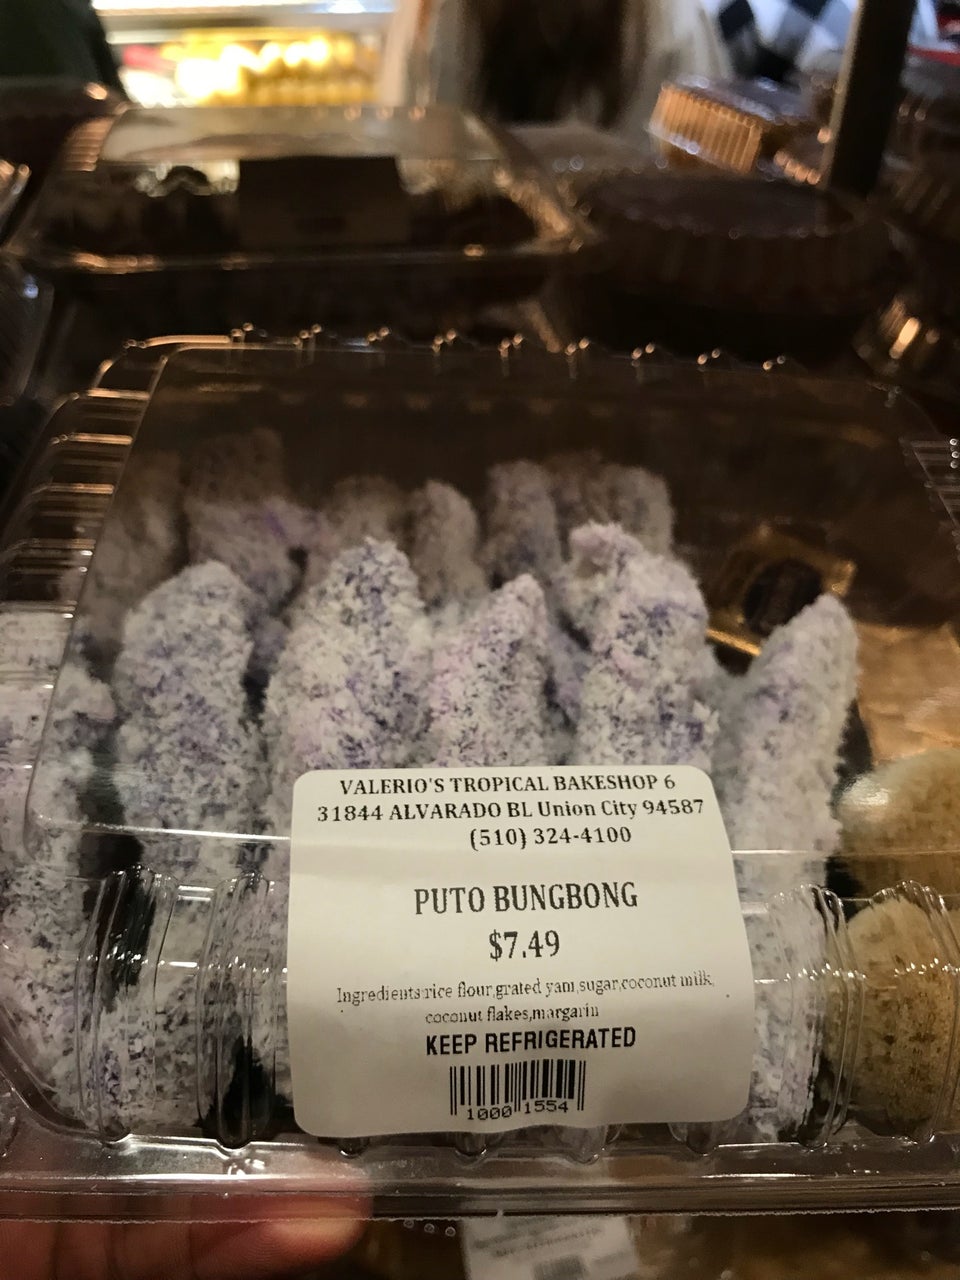 VALERIO'S TROPICAL BAKESHOP 6
31844 ALVARADO BL Union City 94587
(510) 324-4100
PUTO BUNGBONG
$7.49
Ingredients:rice flour,grated yam,sugar,coconut milk,
coconut flakes,margarin
KEEP REFRIGERATED
1000 1554